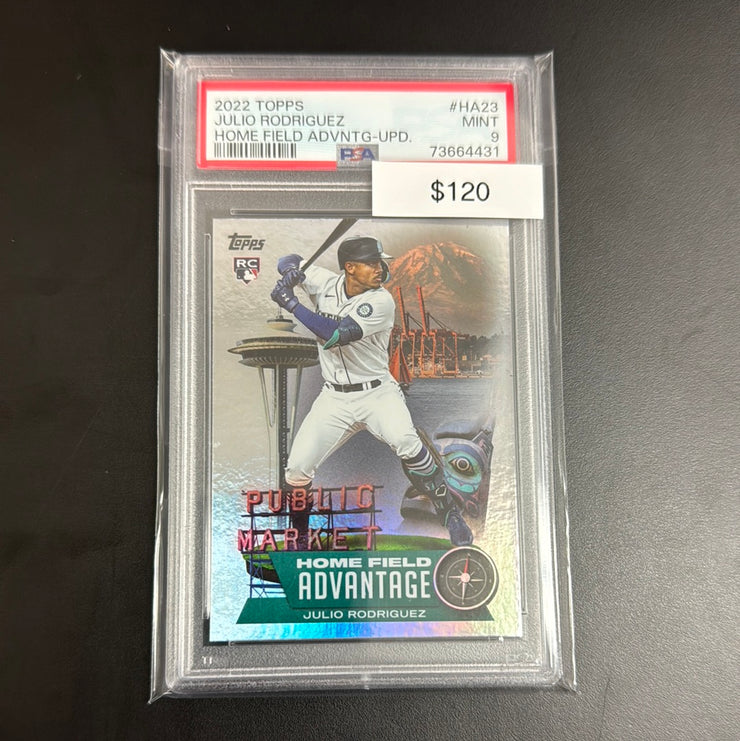 2022 TOPPS #HA23
JULIO RODRIGUEZ MINT
HOME FIELD ADVNTG-UPD. 9
PSA 73664431
$120
topps
RC
PUBLIC
MARKET
HOME FIELD
ADVANTAGE
JULIO RODRIGUEZ